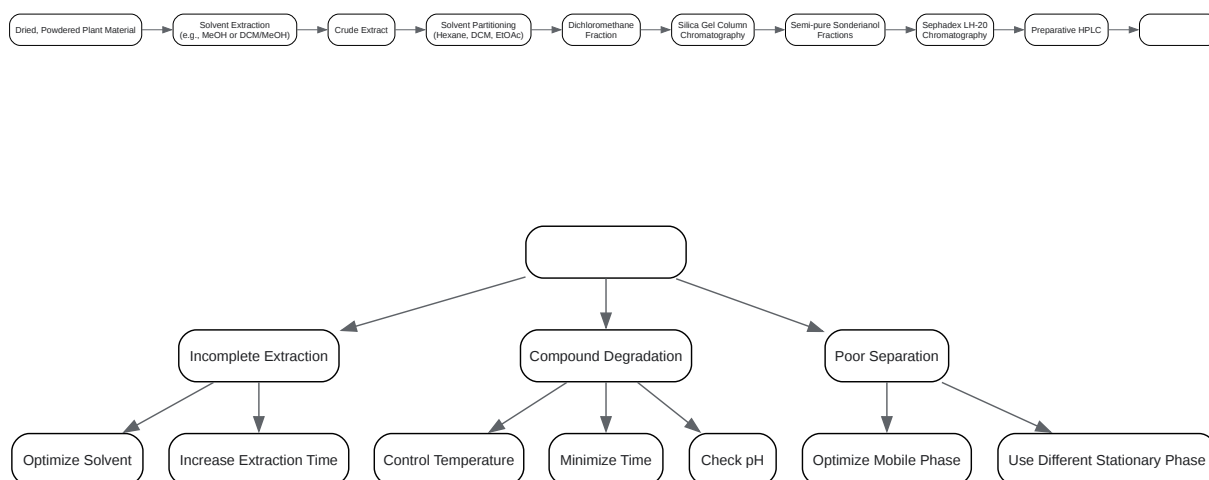 Dried, Powdered Plant Material
Solvent Extraction
(e.g., MeOH or DCM/MeOH)
Crude Extract
Solvent Partitioning
(Hexane, DCM, EtOAc)
Dichloromethane
Fraction
Silica Gel Column
Chromatography
Semi-pure Sonderianol
Fractions
Sephadex LH-20
Chromatography
Preparative HPLC
Incomplete Extraction
Compound Degradation
Poor Separation
Optimize Solvent
Increase Extraction Time
Control Temperature
Minimize Time
Check pH
Optimize Mobile Phase
Use Different Stationary Phase